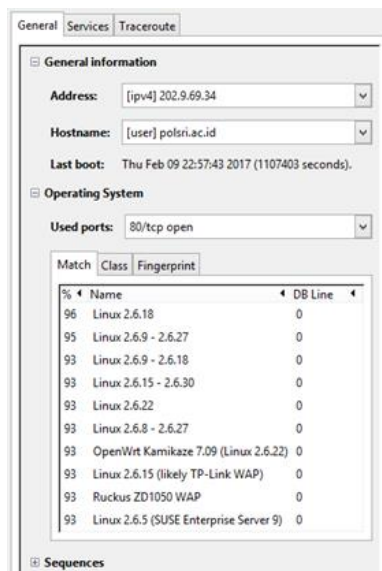 General Services Traceroute
General information
Address: [ipv4] 202.9.69.34
Hostname: [user] polsri.ac.id
Last boot: Thu Feb 09 22:57:43 2017 (1107403 seconds).
Operating System
Used ports: 80/tcp open
Match Class Fingerprint
% Name DB Line
96 Linux 2.6.18 0
95 Linux 2.6.9 - 2.6.27 0
93 Linux 2.6.9 - 2.6.18 0
93 Linux 2.6.15 - 2.6.30 0
93 Linux 2.6.22 0
93 Linux 2.6.8 - 2.6.27 0
93 OpenWrt Kamikaze 7.09 (Linux 2.6.22) 0
93 Linux 2.6.15 (likely TP-Link WAP) 0
93 Ruckus ZD1050 WAP 0
93 Linux 2.6.5 (SUSE Enterprise Server 9) 0
Sequences